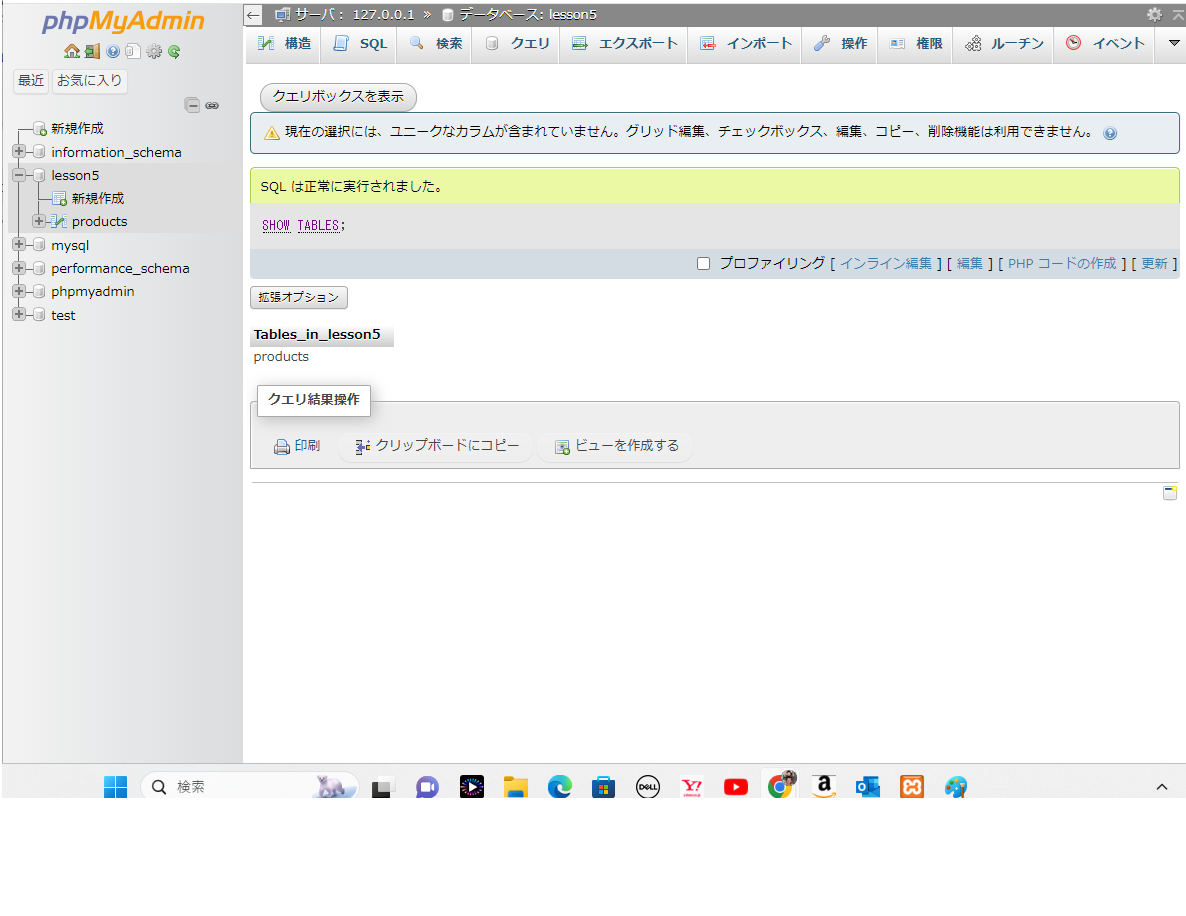 phpMyAdmin
最近 お気に入り
新規作成
information_schema
lesson5
新規作成
products
mysql
performance_schema
phpmyadmin
test
サーバ: 127.0.0.1 » データベース: lesson5
構造 SQL 検索 クエリ エクスポート インポート 操作 権限 ルーチン イベント
クエリボックスを表示
現在の選択には、ユニークなカラムが含まれていません。グリッド編集、チェックボックス、編集、コピー、削除機能は利用できません。
SQL は正常に実行されました。
SHOW TABLES;
プロファイリング [ インライン編集 ] [ 編集 ] [ PHP コードの作成 ] [ 更新 ]
拡張オプション
Tables_in_lesson5
products
クエリ結果操作
印刷 クリップボードにコピー ビューを作成する
検索 DELL Y! a